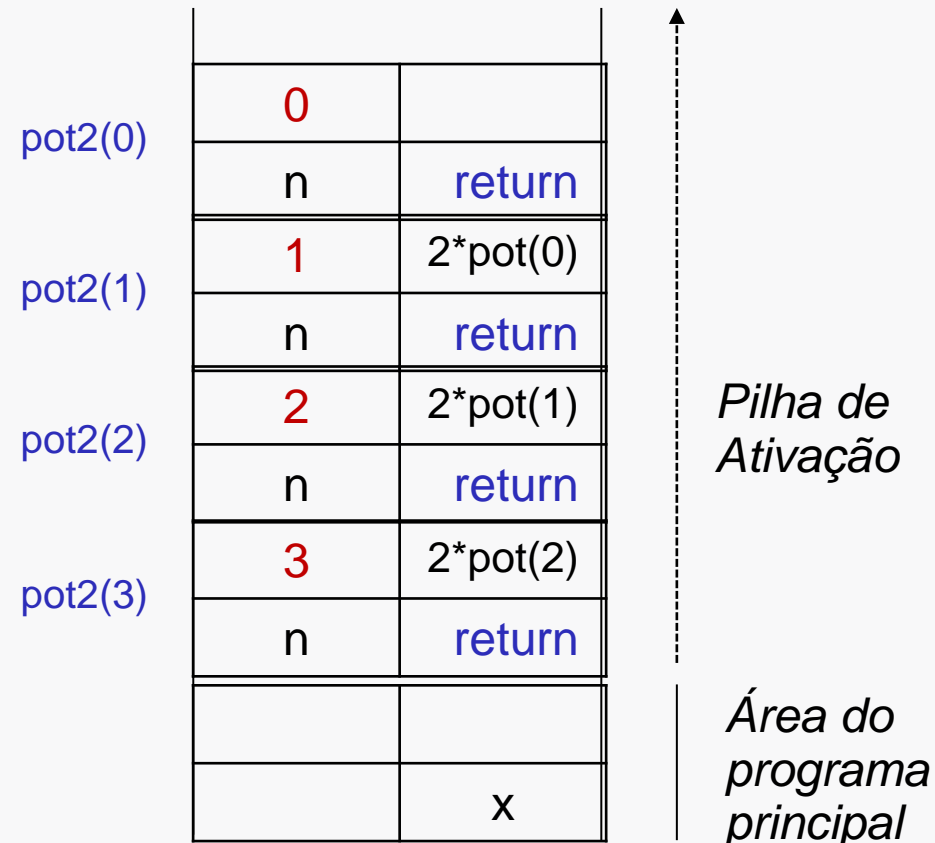 pot2(0)
0
n return
pot2(1)
1 2*pot(0)
n return
pot2(2)
2 2*pot(1)
n return
pot2(3)
3 2*pot(2)
n return
x
Pilha de
Ativação
Área do
programa
principal